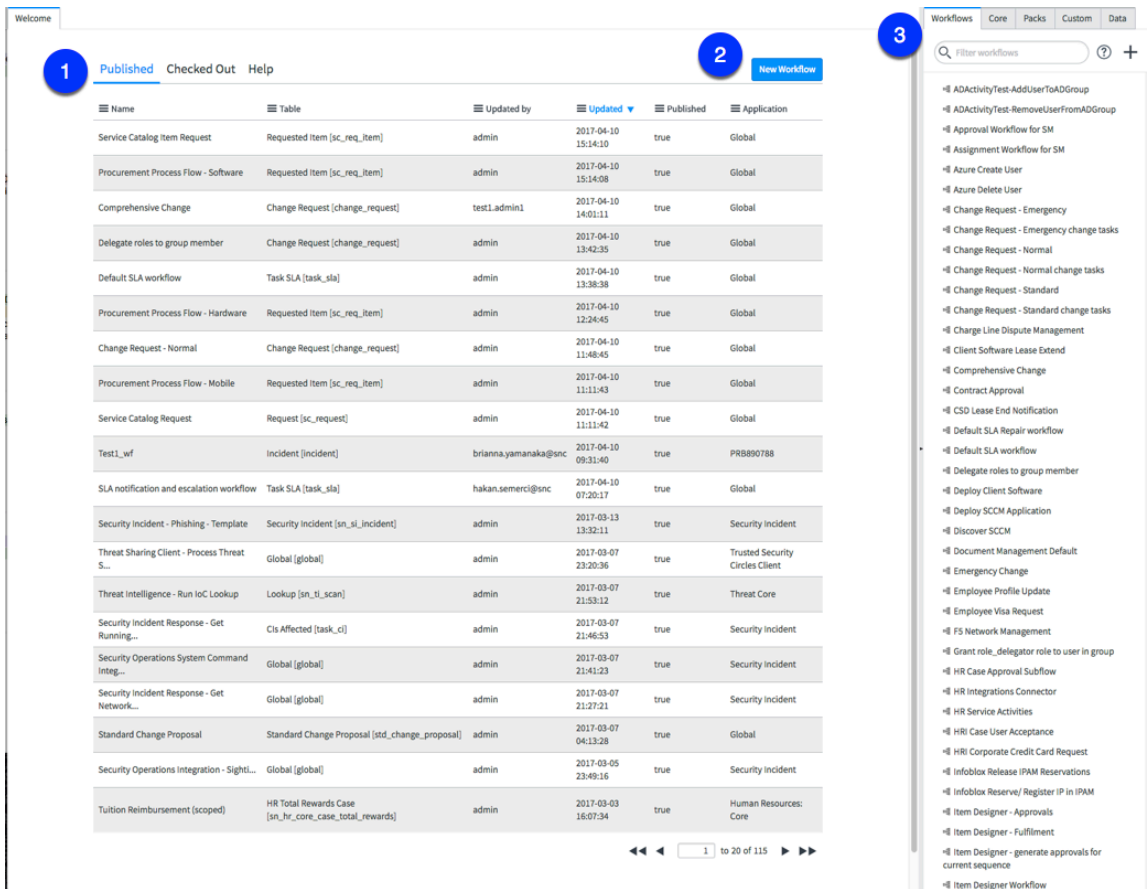 Welcome
1
Published Checked Out Help
2
New Workflow
Name Table Updated by Updated Published Application
Service Catalog Item Request Requested Item [sc_req_item] admin 2017-04-10 15:14:10 true Global
Procurement Process Flow - Software Requested Item [sc_req_item] admin 2017-04-10 15:14:08 true Global
Comprehensive Change Change Request [change_request] test1.admin1 2017-04-10 14:01:11 true Global
Delegate roles to group member Change Request [change_request] admin 2017-04-10 13:42:35 true Global
Default SLA workflow Task SLA [task_sla] admin 2017-04-10 13:38:38 true Global
Procurement Process Flow - Hardware Requested Item [sc_req_item] admin 2017-04-10 12:24:45 true Global
Change Request - Normal Change Request [change_request] admin 2017-04-10 11:48:45 true Global
Procurement Process Flow - Mobile Requested Item [sc_req_item] admin 2017-04-10 11:11:43 true Global
Service Catalog Request Request [sc_request] admin 2017-04-10 11:11:42 true Global
Test1_wf Incident [incident] brianna.yamanaka@snc 2017-04-10 09:31:40 true PRB890788
SLA notification and escalation workflow Task SLA [task_sla] hakan.semerci@snc 2017-04-10 07:20:17 true Global
Security Incident - Phishing - Template Security Incident [sn_si_incident] admin 2017-03-13 13:32:11 true Security Incident
Threat Sharing Client - Process Threat S... Global [global] admin 2017-03-07 23:20:36 true Trusted Security Circles Client
Threat Intelligence - Run IoC Lookup Lookup [sn_ti_scan] admin 2017-03-07 21:53:12 true Threat Core
Security Incident Response - Get Running... CIs Affected [task_ci] admin 2017-03-07 21:46:53 true Security Incident
Security Operations System Command Integ... Global [global] admin 2017-03-07 21:41:23 true Security Incident
Security Incident Response - Get Network... Global [global] admin 2017-03-07 21:27:21 true Security Incident
Standard Change Proposal Standard Change Proposal [std_change_proposal] admin 2017-03-07 04:13:28 true Global
Security Operations Integration - Sighti... Global [global] admin 2017-03-05 23:49:16 true Security Incident
Tuition Reimbursement (scoped) HR Total Rewards Case [sn_hr_core_case_total_rewards] admin 2017-03-03 16:07:34 true Human Resources: Core
1 to 20 of 115
3
Workflows Core Packs Custom Data
Filter workflows
ADActivityTest-AddUserToADGroup
ADActivityTest-RemoveUserFromADGroup
Approval Workflow for SM
Assignment Workflow for SM
Azure Create User
Azure Delete User
Change Request - Emergency
Change Request - Emergency change tasks
Change Request - Normal
Change Request - Normal change tasks
Change Request - Standard
Change Request - Standard change tasks
Charge Line Dispute Management
Client Software Lease Extend
Comprehensive Change
Contract Approval
CSD Lease End Notification
Default SLA Repair workflow
Default SLA workflow
Delegate roles to group member
Deploy Client Software
Deploy SCCM Application
Discover SCCM
Document Management Default
Emergency Change
Employee Profile Update
Employee Visa Request
F5 Network Management
Grant role_delegator role to user in group
HR Case Approval Subflow
HR Integrations Connector
HR Service Activities
HRI Case User Acceptance
HRI Corporate Credit Card Request
Infoblox Release IPAM Reservations
Infoblox Reserve/ Register IP in IPAM
Item Designer - Approvals
Item Designer - Fulfilment
Item Designer - generate approvals for
current sequence
Item Designer Workflow